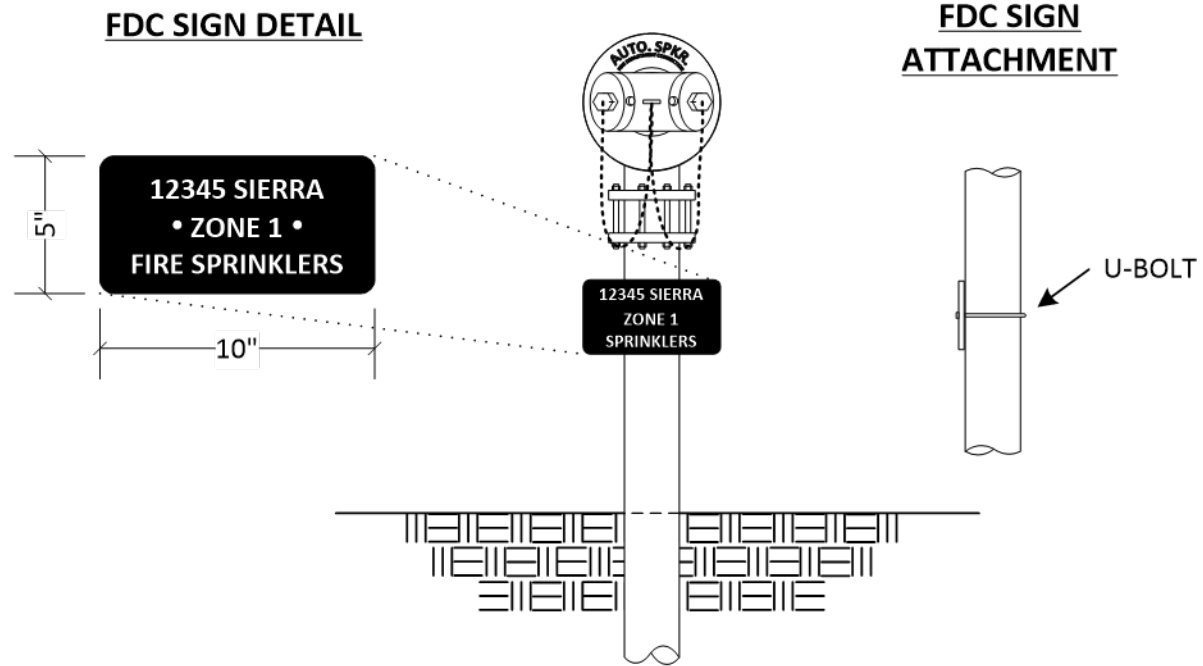 FDC SIGN DETAIL
FDC SIGN
ATTACHMENT
AUTO. SPKR.
5"
12345 SIERRA
• ZONE 1 •
FIRE SPRINKLERS
10"
12345 SIERRA
ZONE 1
SPRINKLERS
U-BOLT